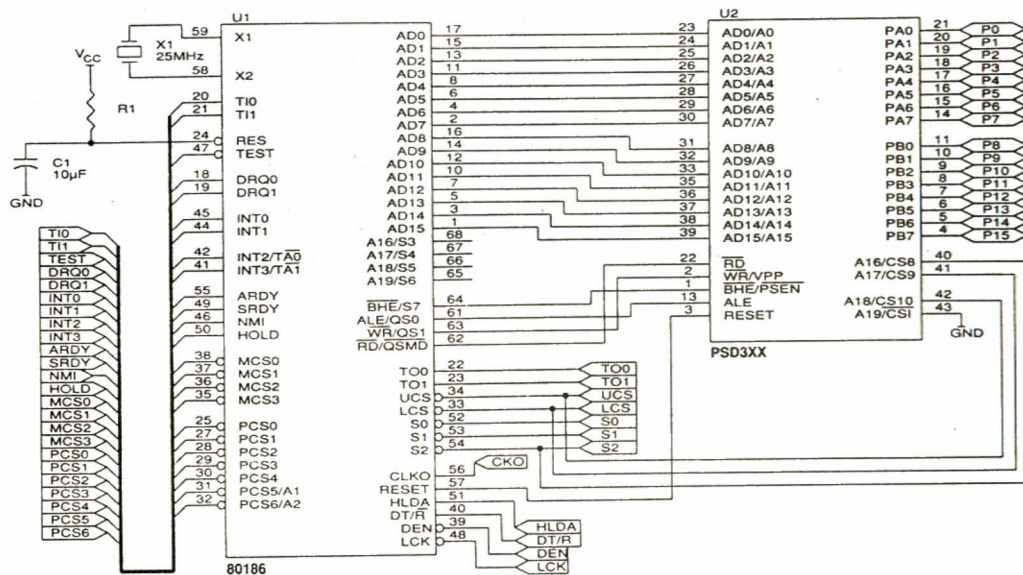 U1
59
X1
X1
25MHz
58
X2
VCC
R1
20
TI0
21
TI1
24
RES
47
TEST
C1
10µF
GND
18
DRQ0
19
DRQ1
45
INT0
44
INT1
42
INT2/TA0
41
INT3/TA1
55
ARDY
49
SRDY
46
NMI
50
HOLD
38
MCS0
37
MCS1
36
MCS2
35
MCS3
25
PCS0
27
PCS1
28
PCS2
29
PCS3
30
PCS4
31
PCS5/A1
32
PCS6/A2
80186
TI0
TI1
TEST
DRQ0
DRQ1
INT0
INT1
INT2
INT3
ARDY
SRDY
NMI
HOLD
MCS0
MCS1
MCS2
MCS3
PCS0
PCS1
PCS2
PCS3
PCS4
PCS5
PCS6
AD0 17
AD1 15
AD2 13
AD3 11
AD4 8
AD5 6
AD6 4
AD7 2
AD8 16
AD9 14
AD10 12
AD11 10
AD12 7
AD13 5
AD14 3
AD15 1
A16/S3 68
A17/S4 67
A18/S5 66
A19/S6 65
BHE/S7 64
ALE/QS0 61
WR/QS1 63
RD/QSMD 62
TO0 22
TO1 23
UCS 34
LCS 33
S0 52
S1 53
S2 54
CLKO 56
RESET 57
HLDA 51
DT/R 40
DEN 39
LCK 48
TO0
TO1
UCS
LCS
S0
S1
S2
CKO
HLDA
DT/R
DEN
LCK
U2
23 AD0/A0
24 AD1/A1
25 AD2/A2
26 AD3/A3
27 AD4/A4
28 AD5/A5
29 AD6/A6
30 AD7/A7
31 AD8/A8
32 AD9/A9
33 AD10/A10
35 AD11/A11
36 AD12/A12
37 AD13/A13
38 AD14/A14
39 AD15/A15
22 RD
2 WR/VPP
1 BHE/PSEN
13 ALE
3 RESET
PSD3XX
PA0 21 P0
PA1 20 P1
PA2 19 P2
PA3 18 P3
PA4 17 P4
PA5 16 P5
PA6 15 P6
PA7 14 P7
PB0 11 P8
PB1 10 P9
PB2 9 P10
PB3 8 P11
PB4 7 P12
PB5 6 P13
PB6 5 P14
PB7 4 P15
A16/CS8 40
A17/CS9 41
A18/CS10 42
A19/CSI 43
GND